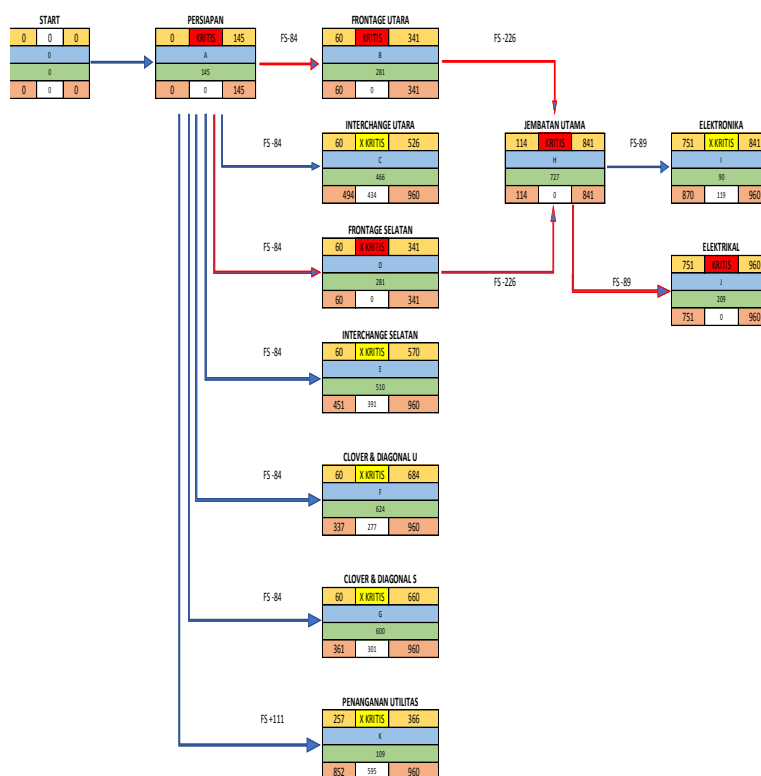 START
0 0 0
0
0
0 0 0
PERSIAPAN
0 KRITIS 145
A
145
0 0 145
FS-84
FRONTAGE UTARA
60 KRITIS 341
B
281
60 0 341
FS -226
INTERCHANGE UTARA
60 X KRITIS 526
C
466
494 434 960
FS -84
JEMBATAN UTAMA
114 KRITIS 841
H
727
114 0 841
FS-89
ELEKTRONIKA
751 X KRITIS 841
I
90
870 119 960
FRONTAGE SELATAN
60 X KRITIS 341
D
281
60 0 341
FS -84
FS -226
FS -89
ELEKTRIKAL
751 KRITIS 960
J
209
751 0 960
INTERCHANGE SELATAN
60 X KRITIS 570
E
510
451 391 960
FS -84
CLOVER & DIAGONAL U
60 X KRITIS 684
F
624
337 277 960
FS -84
CLOVER & DIAGONAL S
60 X KRITIS 660
G
600
361 301 960
FS -84
PENANGANAN UTILITAS
257 X KRITIS 366
K
109
852 595 960
FS +111